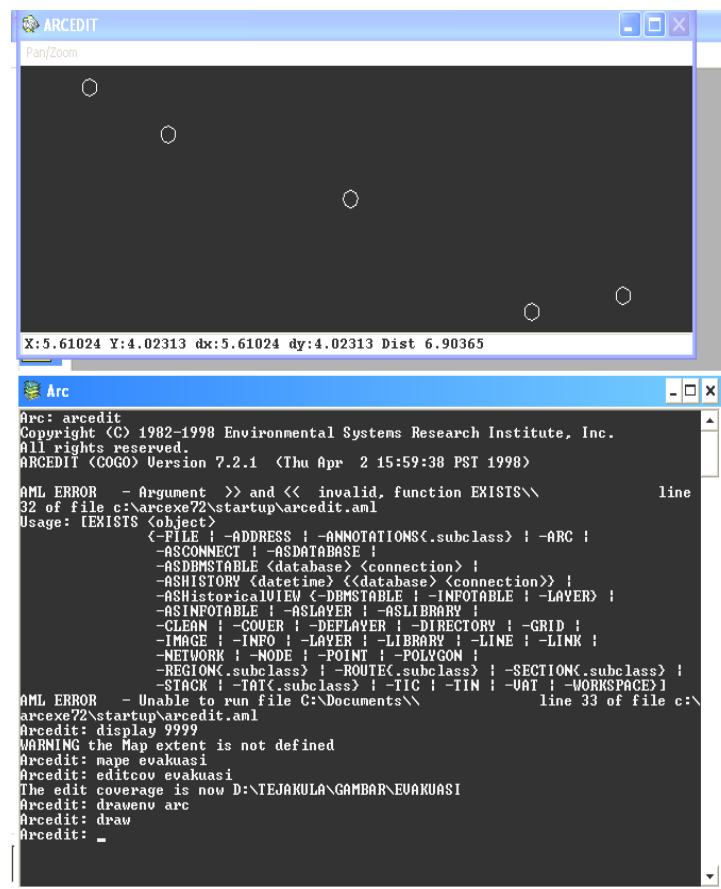 ARCEDIT
Pan/Zoom
X:5.61024 Y:4.02313 dx:5.61024 dy:4.02313 Dist 6.90365
Arc
Arc: arcedit
Copyright (C) 1982-1998 Environmental Systems Research Institute, Inc.
All rights reserved.
ARCEDIT (COGO) Version 7.2.1  (Thu Apr  2 15:59:38 PST 1998)
AML ERROR   - Argument  >> and <<  invalid, function EXISTS\\               line
32 of file c:\arcexe72\startup\arcedit.aml
Usage: [EXISTS <object>
{-FILE ¦ -ADDRESS ¦ -ANNOTATIONS{.subclass} ¦ -ARC ¦
-ASCONNECT ¦ -ASDATABASE ¦
-ASDBMSTABLE <database> <connection> ¦
-ASHISTORY {datetime} {<database> <connection>} ¦
-ASHistoricalVIEW {-DBMSTABLE ¦ -INFOTABLE ¦ -LAYER} ¦
-ASINFOTABLE ¦ -ASLAYER ¦ -ASLIBRARY ¦
-CLEAN ¦ -COVER ¦ -DEFLAYER ¦ -DIRECTORY ¦ -GRID ¦
-IMAGE ¦ -INFO ¦ -LAYER ¦ -LIBRARY ¦ -LINE ¦ -LINK ¦
-NETWORK ¦ -NODE ¦ -POINT ¦ -POLYGON ¦
-REGION{.subclass} ¦ -ROUTE{.subclass} ¦ -SECTION{.subclass} ¦
-STACK ¦ -TAT{.subclass} ¦ -TIC ¦ -TIN ¦ -VAT ¦ -WORKSPACE}]
AML ERROR   - Unable to run file C:\Documents\\               line 33 of file c:\
arcexe72\startup\arcedit.aml
Arcedit: display 9999
WARNING the Map extent is not defined
Arcedit: mape evakuasi
Arcedit: editcov evakuasi
The edit coverage is now D:\TEJAKULA\GAMBAR\EVAKUASI
Arcedit: drawenv arc
Arcedit: draw
Arcedit: _